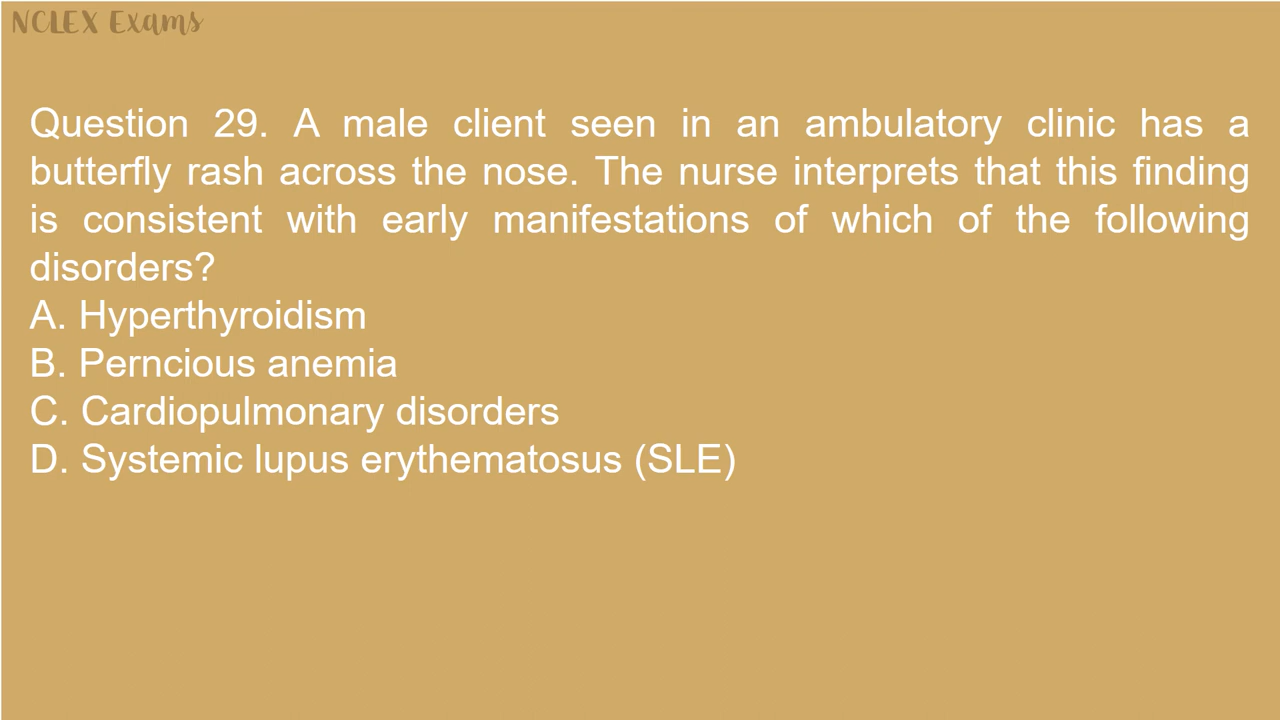 NCLEX Exams
Question 29. A male client seen in an ambulatory clinic has a
butterfly rash across the nose. The nurse interprets that this finding
is consistent with early manifestations of which of the following
disorders?
A. Hyperthyroidism
B. Perncious anemia
C. Cardiopulmonary disorders
D. Systemic lupus erythematosus (SLE)